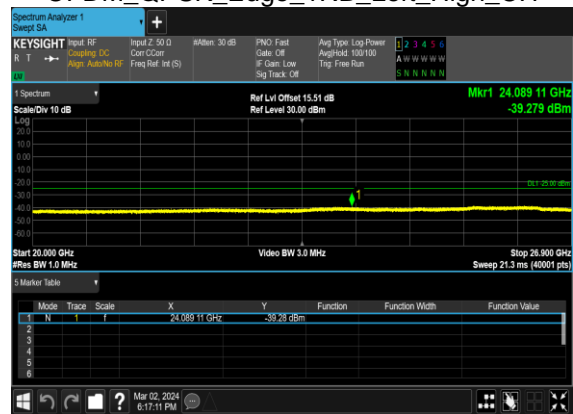 Spectrum Analyzer 1
Swept SA
KEYSIGHT Input: RF Input Z: 50 Ω #Atten: 30 dB PNO: Fast Avg Type: Log-Power 1 2 3 4 5 6
R T Coupling: DC Corr CCorr Gate: Off Avg|Hold: 100/100 A W W W W W
Align: Auto/No RF Freq Ref: Int (S) IF Gain: Low Trig: Free Run
LW Sig Track: Off S N N N N N
1 Spectrum Ref Lvl Offset 15.51 dB Mkr1 24.089 11 GHz
Scale/Div 10 dB Ref Level 30.00 dBm -39.279 dBm
Log
20.0
10.0
0.00
-10.0
-20.0 DL1 -25.00 dBm
-30.0 1
-40.0
-50.0
-60.0
Start 20.000 GHz Video BW 3.0 MHz Stop 26.900 GHz
#Res BW 1.0 MHz Sweep 21.3 ms (40001 pts)
5 Marker Table
Mode Trace Scale X Y Function Function Width Function Value
1 N 1 f 24.089 11 GHz -39.28 dBm
2
3
4
5
6
? Mar 02, 2024
6:17:11 PM